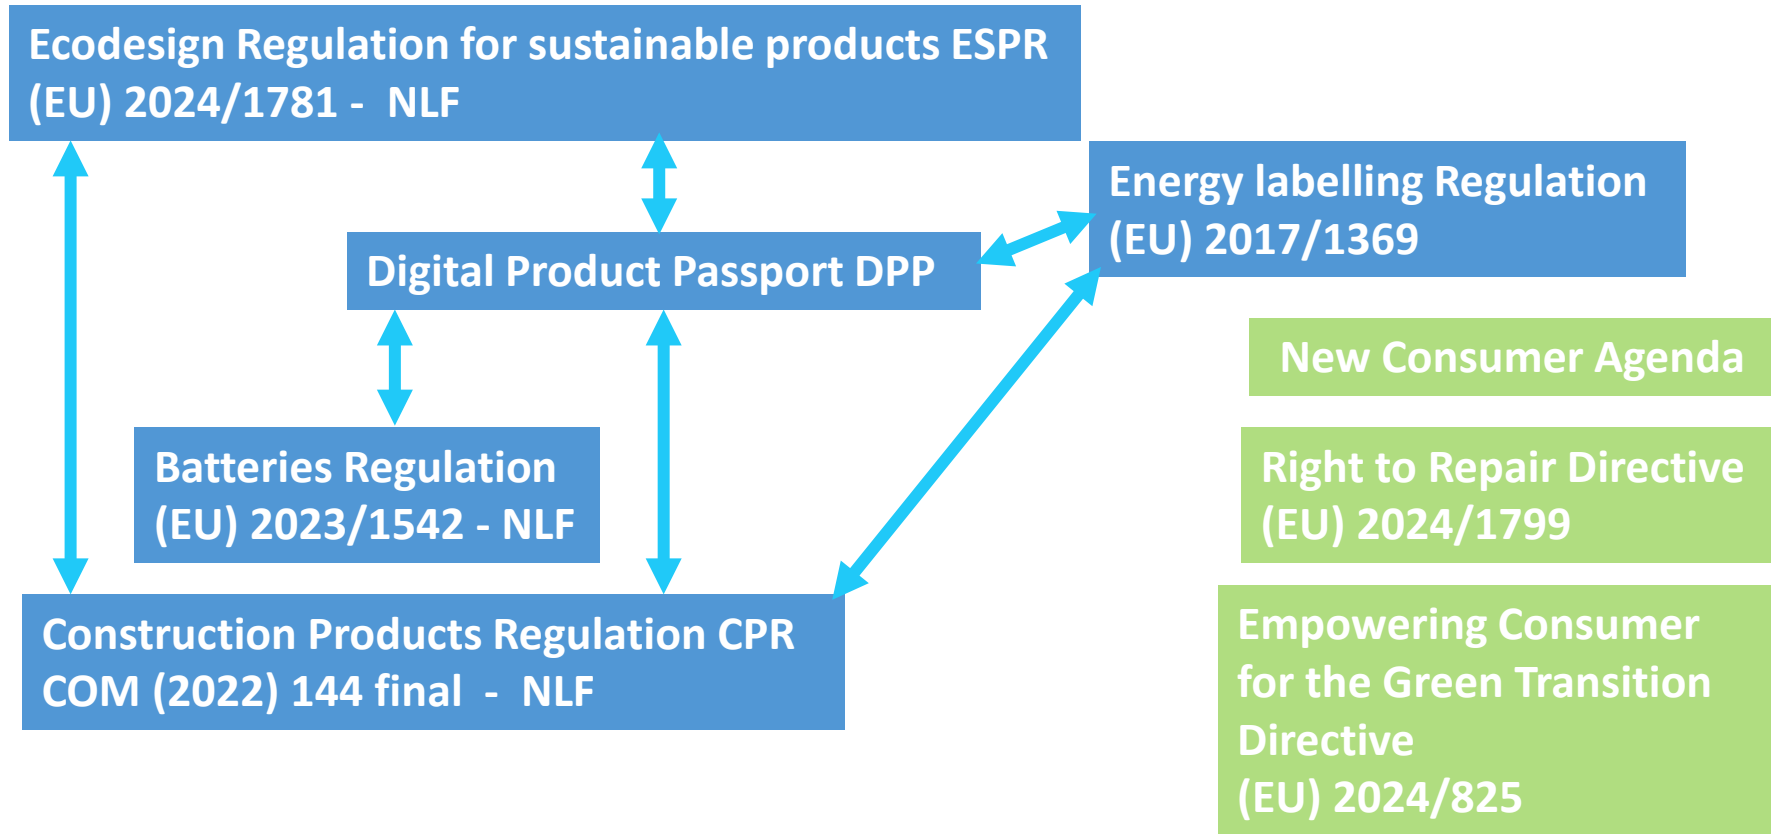 Ecodesign Regulation for sustainable products ESPR
(EU) 2024/1781 -  NLF
Energy labelling Regulation
(EU) 2017/1369
Digital Product Passport DPP
New Consumer Agenda
Batteries Regulation
(EU) 2023/1542 - NLF
Right to Repair Directive
(EU) 2024/1799
Construction Products Regulation CPR
COM (2022) 144 final  -  NLF
Empowering Consumer
for the Green Transition
Directive
(EU) 2024/825